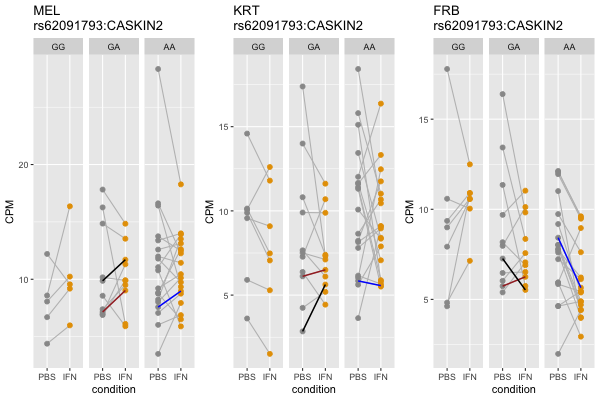 MEL
rs62091793:CASKIN2
GG GA AA
20
10
CPM
PBS IFN PBS IFN PBS IFN
condition
KRT
rs62091793:CASKIN2
GG GA AA
15
10
5
CPM
PBS IFN PBS IFN PBS IFN
condition
FRB
rs62091793:CASKIN2
GG GA AA
15
10
5
CPM
PBS IFN PBS IFN PBS IFN
condition